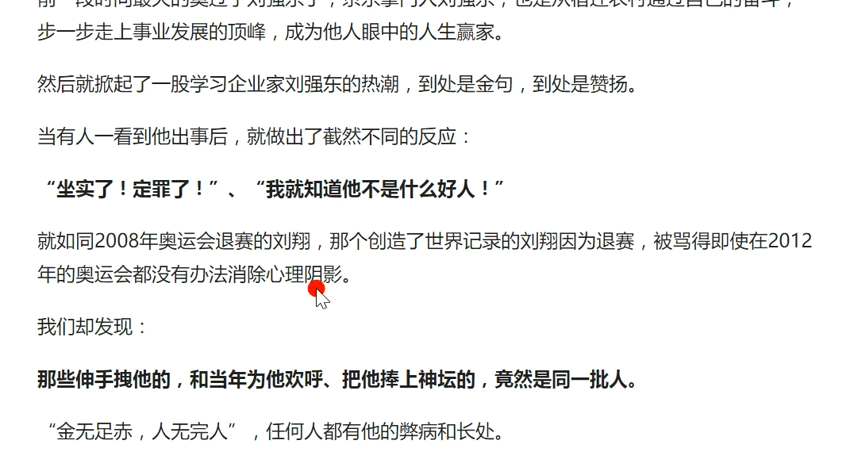 步一步走上事业发展的顶峰，成为他人眼中的人生赢家。
然后就掀起了一股学习企业家刘强东的热潮，到处是金句，到处是赞扬。
当有人一看到他出事后，就做出了截然不同的反应：
“坐实了！定罪了！”、“我就知道他不是什么好人！”
就如同2008年奥运会退赛的刘翔，那个创造了世界记录的刘翔因为退赛，被骂得即使在2012
年的奥运会都没有办法消除心理阴影。
我们却发现：
那些伸手拽他的，和当年为他欢呼、把他捧上神坛的，竟然是同一批人。
“金无足赤，人无完人”，任何人都有他的弊病和长处。